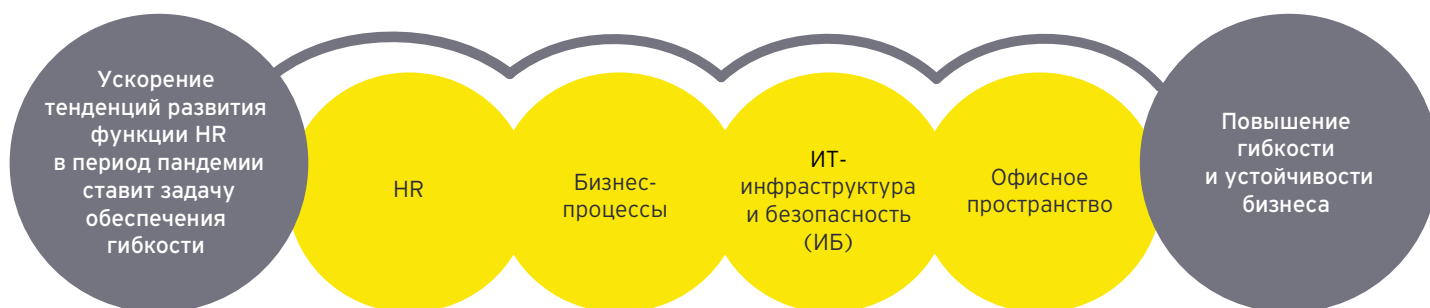 Ускорение
тенденций развития
функции HR
в период пандемии
ставит задачу
обеспечения
гибкости
HR
Бизнес-
процессы
ИТ-
инфраструктура
и безопасность
(ИБ)
Офисное
пространство
Повышение
гибкости
и устойчивости
бизнеса